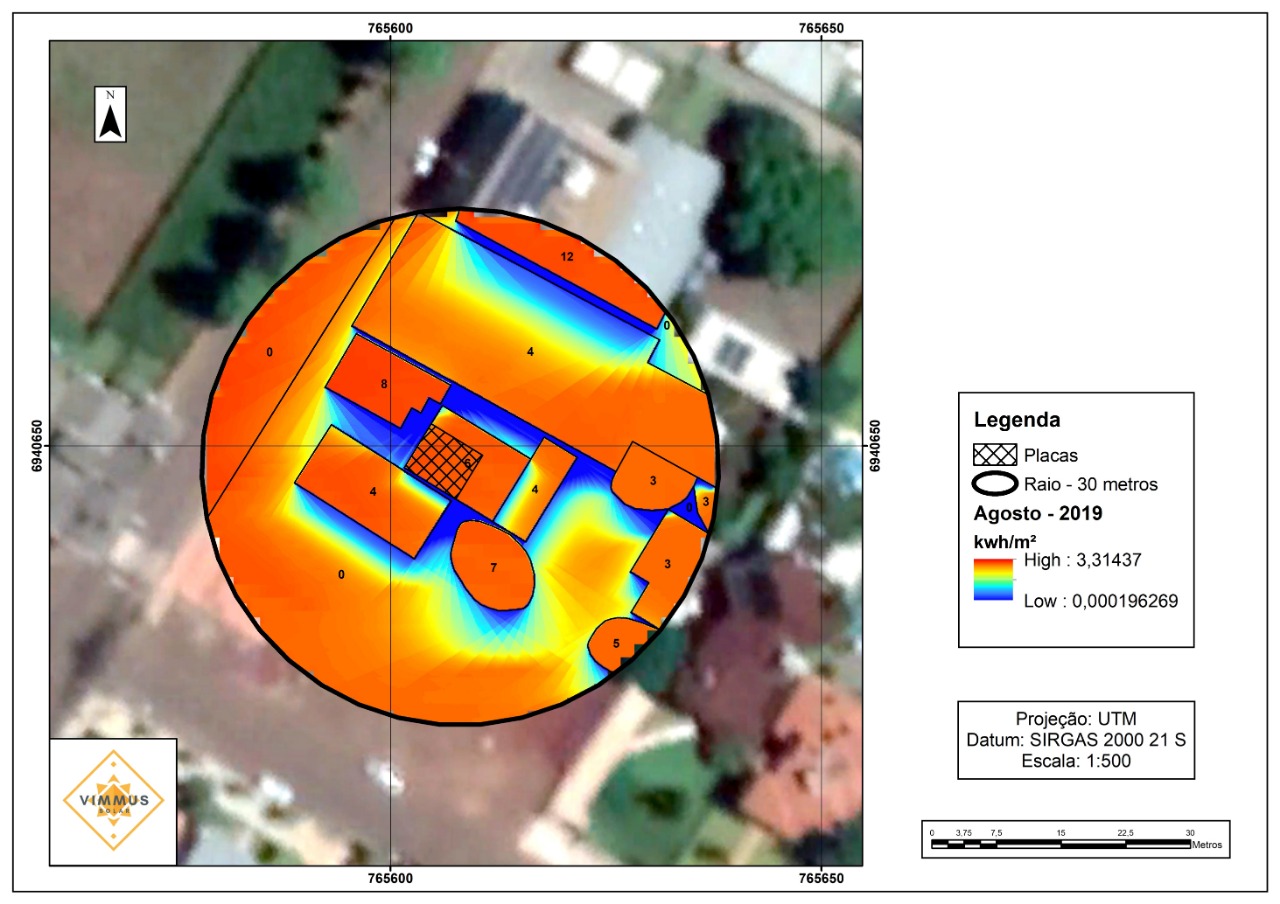 765600 765650
N
12
0
0
4
8
6940650 6940650
6
3
4
4
3
0
7
3
0
5
765600 765650
VIMMUS
SOLAR
Legenda
Placas
Raio - 30 metros
Agosto - 2019
kwh/m²
High : 3,31437
Low : 0,000196269
Projeção: UTM
Datum: SIRGAS 2000 21 S
Escala: 1:500
0 3,75 7,5 15 22,5 30
Metros